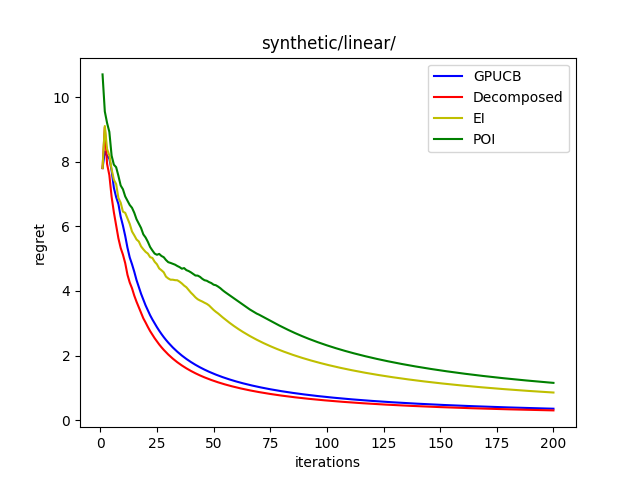 synthetic/linear/
GPUCB
Decomposed
EI
POI
10
8
6
4
2
0
regret
0 25 50 75 100 125 150 175 200
iterations